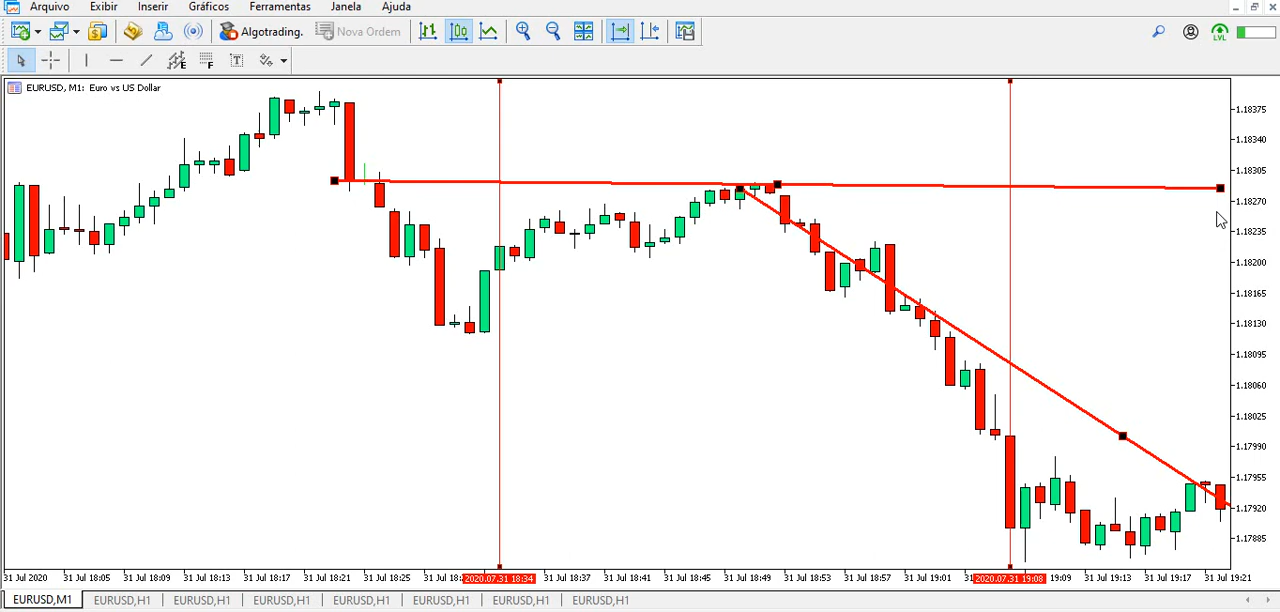 Arquivo Exibir Inserir Gráficos Ferramentas Janela Ajuda
Algotrading. Nova Ordem LVL
E F T
EURUSD, M1: Euro vs US Dollar
1.18375
1.18340
1.18305
1.18270
1.18235
1.18200
1.18165
1.18130
1.18095
1.18060
1.18025
1.17990
1.17955
1.17920
1.17885
31 Jul 2020 31 Jul 18:05 31 Jul 18:09 31 Jul 18:13 31 Jul 18:17 31 Jul 18:21 31 Jul 18:25 31 Jul 18: 2020.07.31 18:34 31 Jul 18:37 31 Jul 18:41 31 Jul 18:45 31 Jul 18:49 31 Jul 18:53 31 Jul 18:57 31 Jul 19:01 2020.07.31 19:08 19:09 31 Jul 19:13 31 Jul 19:17 31 Jul 19:21
EURUSD,M1 EURUSD,H1 EURUSD,H1 EURUSD,H1 EURUSD,H1 EURUSD,H1 EURUSD,H1 EURUSD,H1